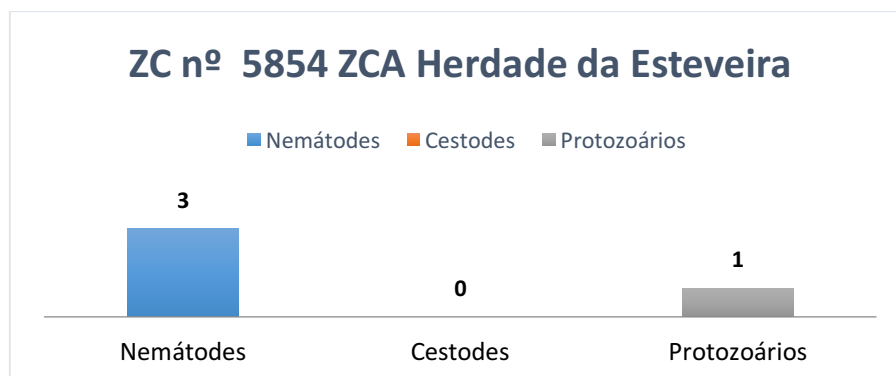 ZC nº 5854 ZCA Herdade da Esteveira
Nemátodes Cestodes Protozoários
3
0
1
Nemátodes Cestodes Protozoários